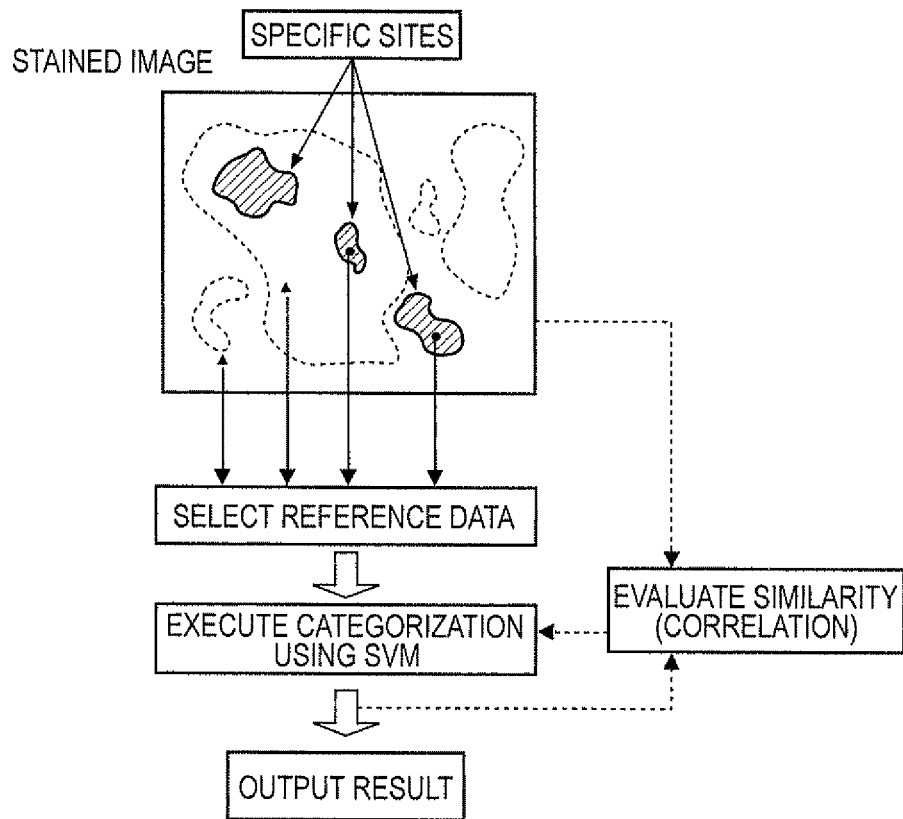 SPECIFIC SITES
STAINED IMAGE
SELECT REFERENCE DATA
EXECUTE CATEGORIZATION
USING SVM
EVALUATE SIMILARITY
(CORRELATION)
OUTPUT RESULT